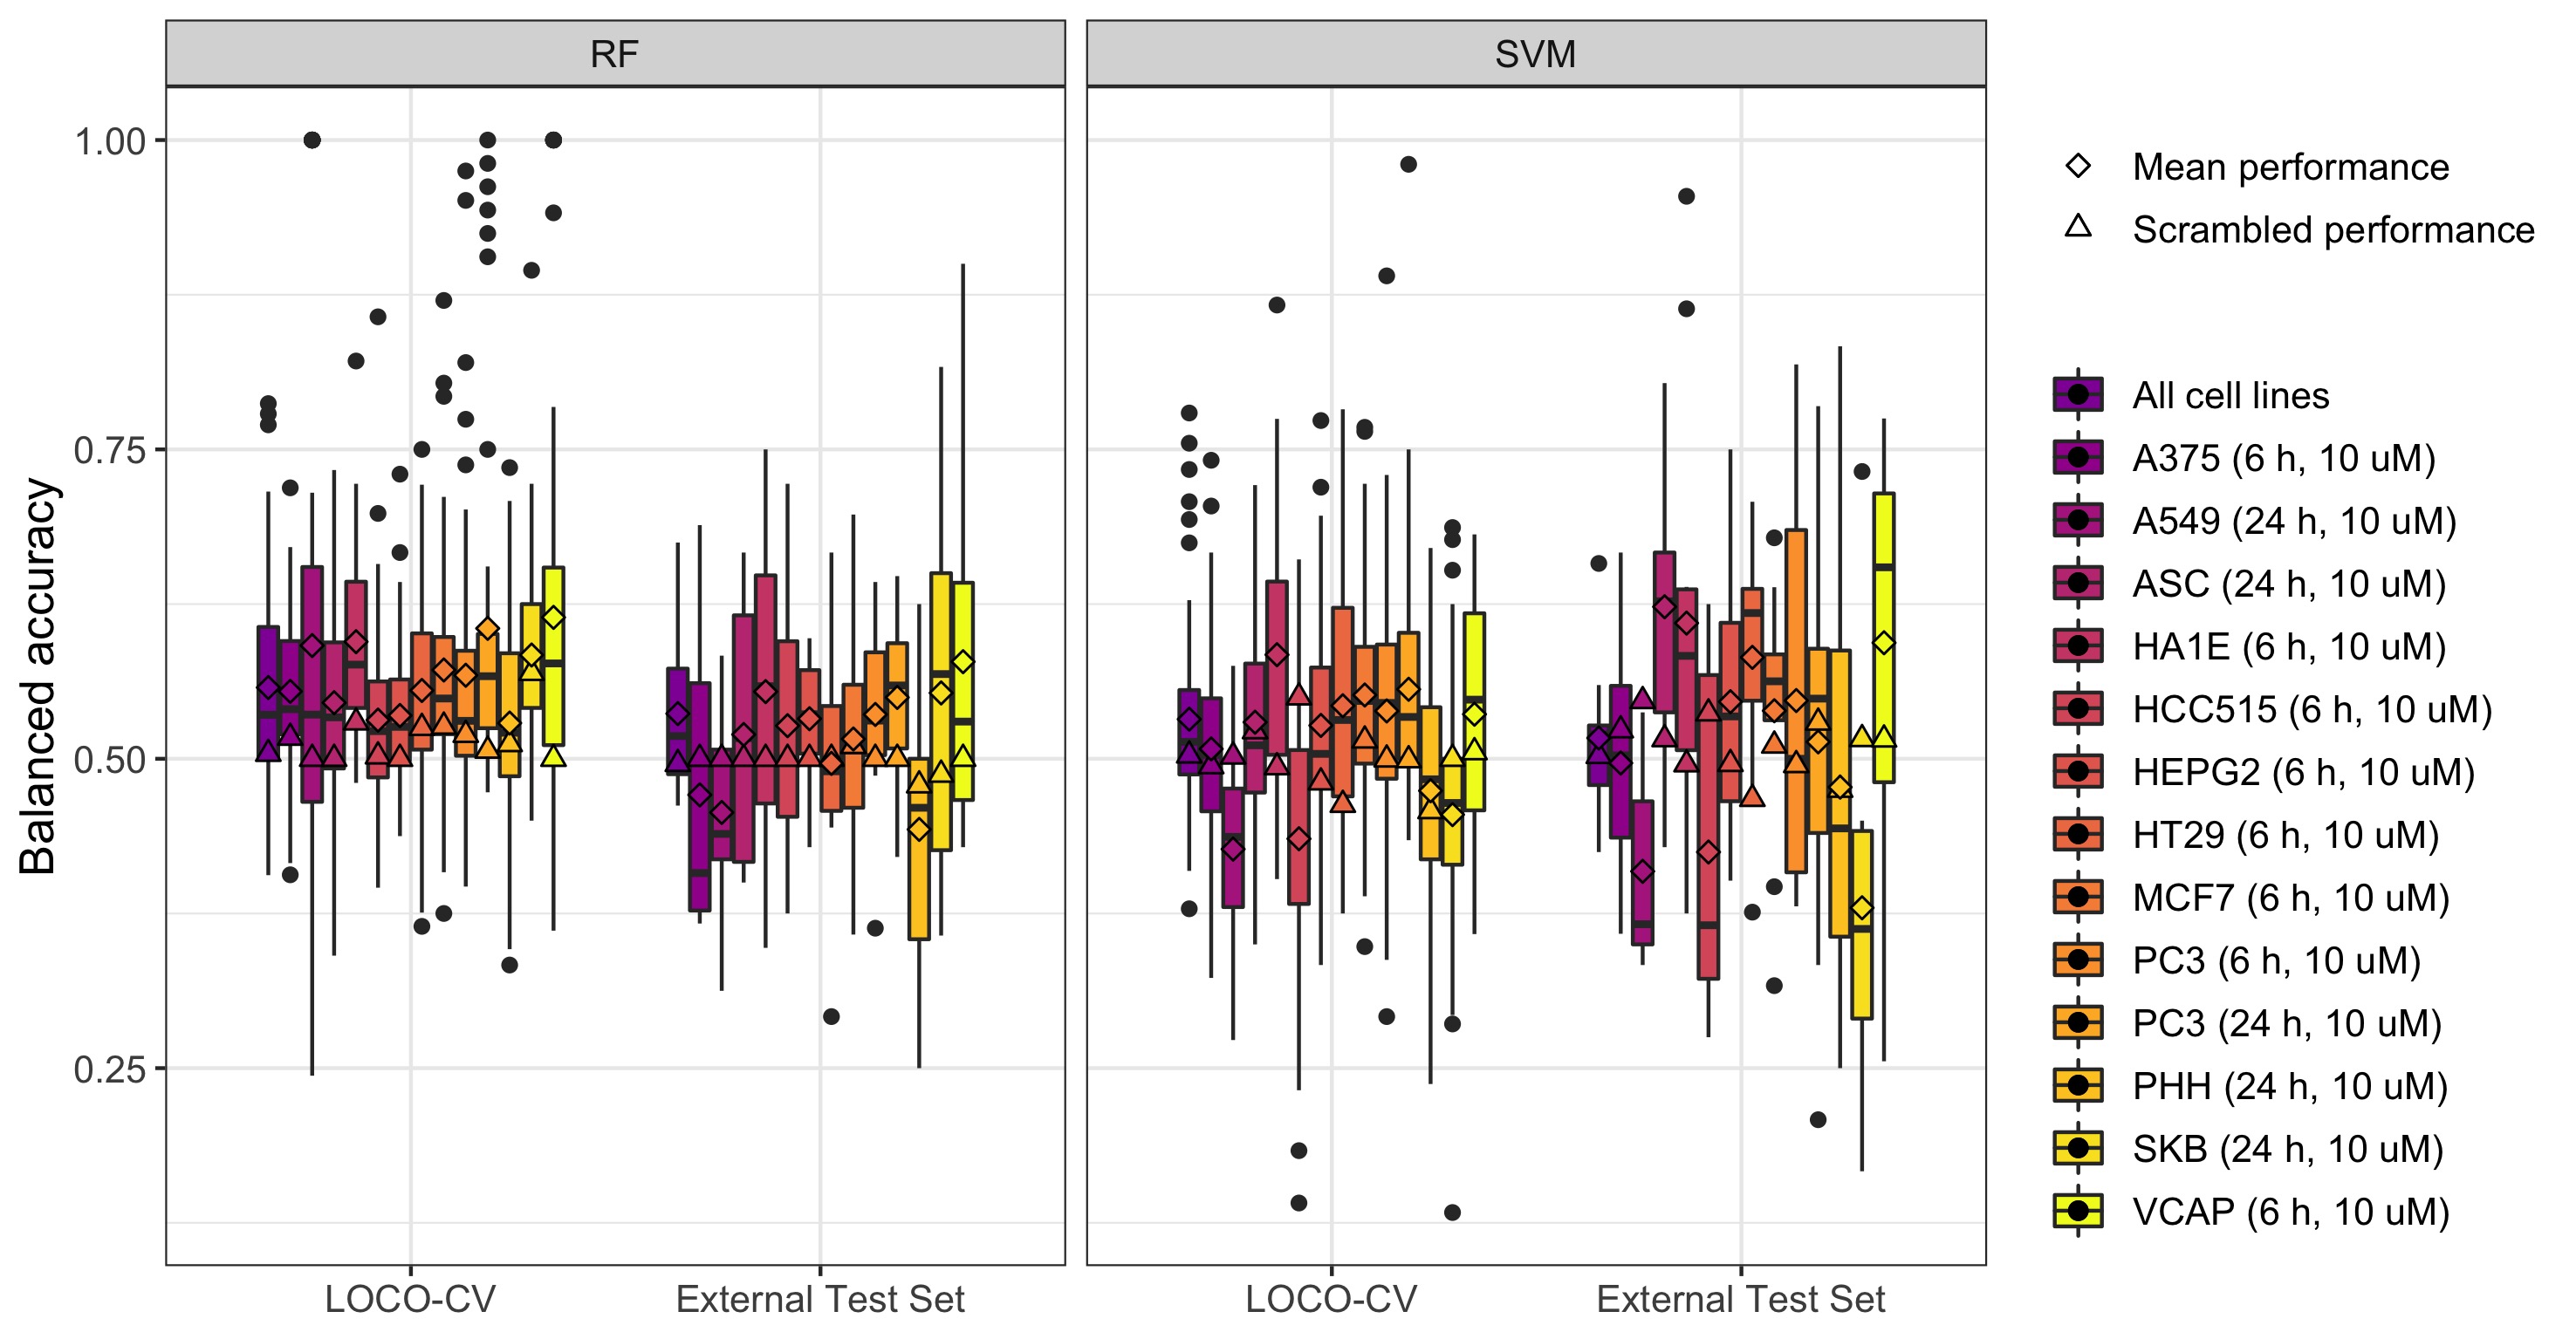 RF
SVM
Balanced accuracy
1.00
0.75
0.50
0.25
LOCO-CV
External Test Set
LOCO-CV
External Test Set
Mean performance
Scrambled performance
All cell lines
A375 (6 h, 10 uM)
A549 (24 h, 10 uM)
ASC (24 h, 10 uM)
HA1E (6 h, 10 uM)
HCC515 (6 h, 10 uM)
HEPG2 (6 h, 10 uM)
HT29 (6 h, 10 uM)
MCF7 (6 h, 10 uM)
PC3 (6 h, 10 uM)
PC3 (24 h, 10 uM)
PHH (24 h, 10 uM)
SKB (24 h, 10 uM)
VCAP (6 h, 10 uM)